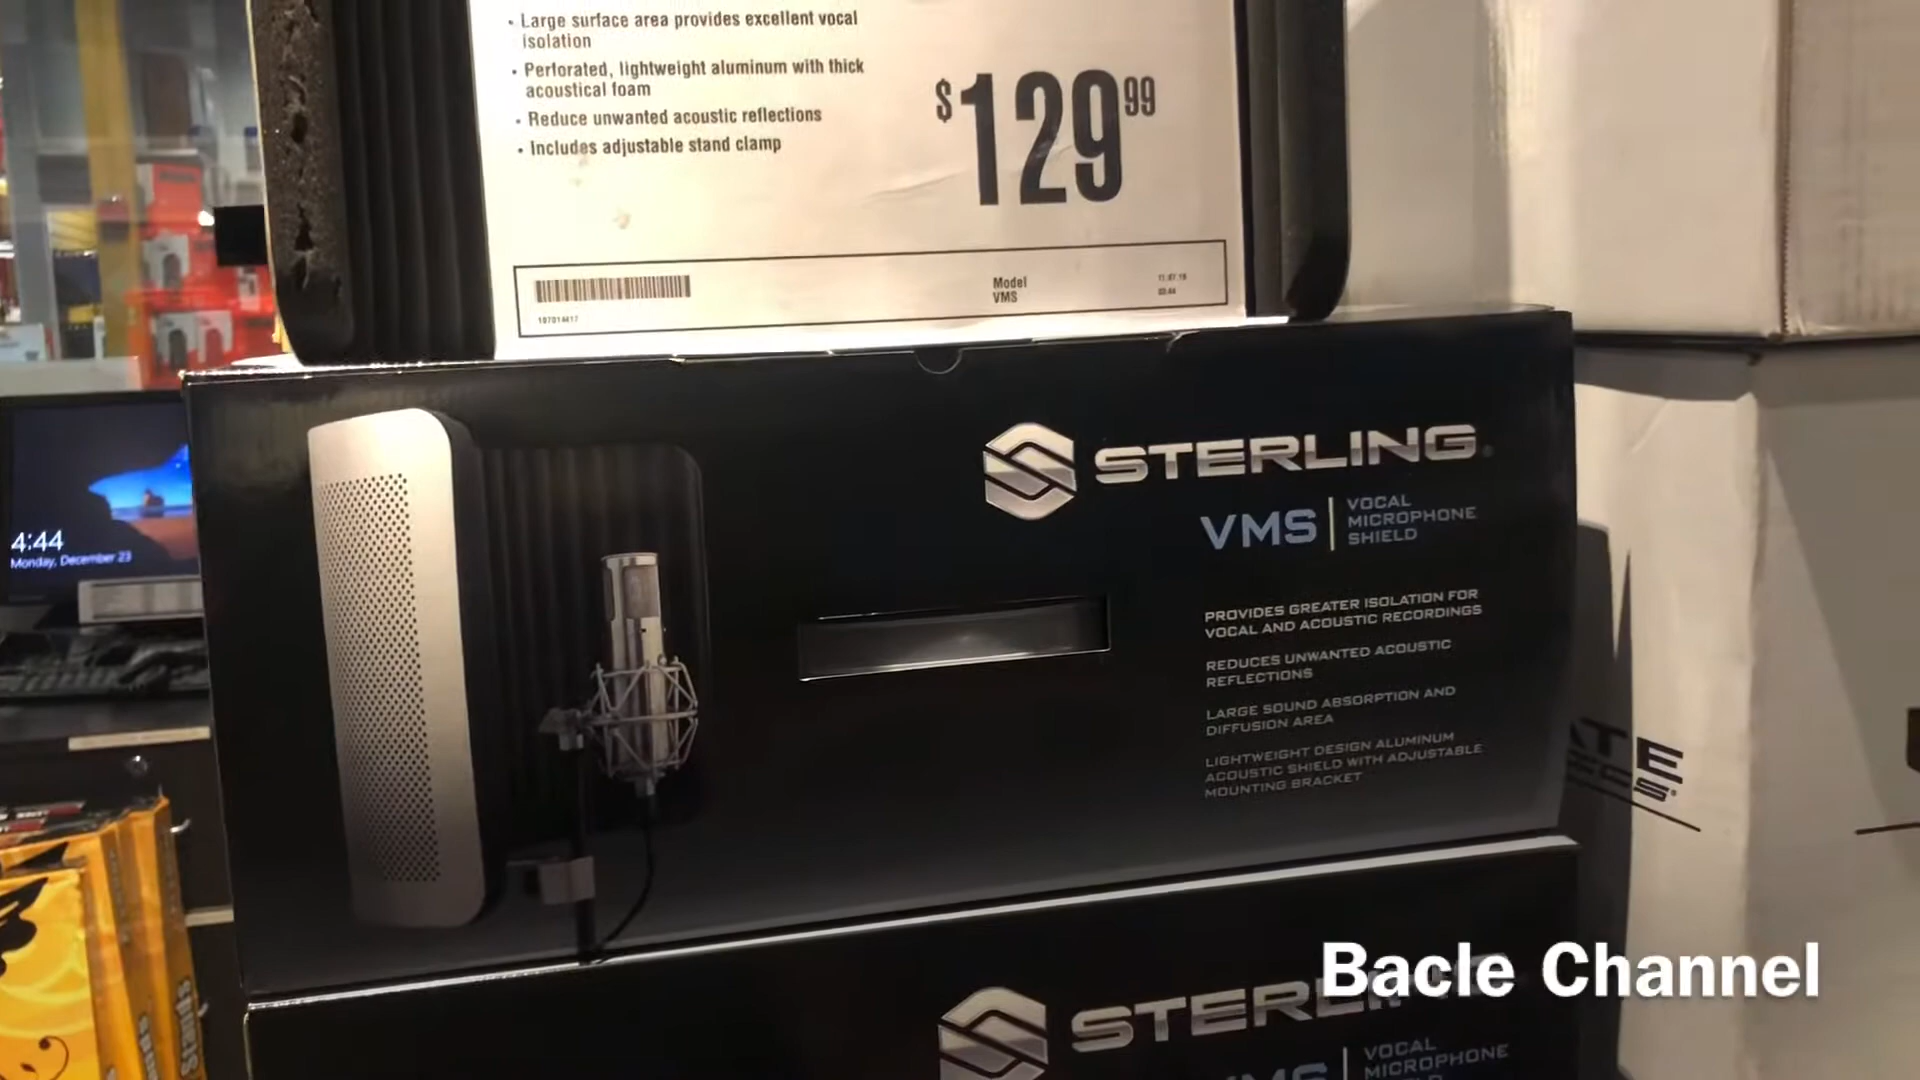 • Large surface area provides excellent vocal
isolation
• Perforated, lightweight aluminum with thick
acoustical foam
• Reduce unwanted acoustic reflections
• Includes adjustable stand clamp
$129 99
Model
VMS
4:44
Monday, December 23
STERLING
VMS | VOCAL
MICROPHONE
SHIELD
PROVIDES GREATER ISOLATION FOR
VOCAL AND ACOUSTIC RECORDINGS
REDUCES UNWANTED ACOUSTIC
REFLECTIONS
LARGE SOUND ABSORPTION AND
DIFFUSION AREA
LIGHTWEIGHT DESIGN ALUMINUM
ACOUSTIC SHIELD WITH ADJUSTABLE
MOUNTING BRACKET
Bacle Channel
VOCAL
MICROPHONE